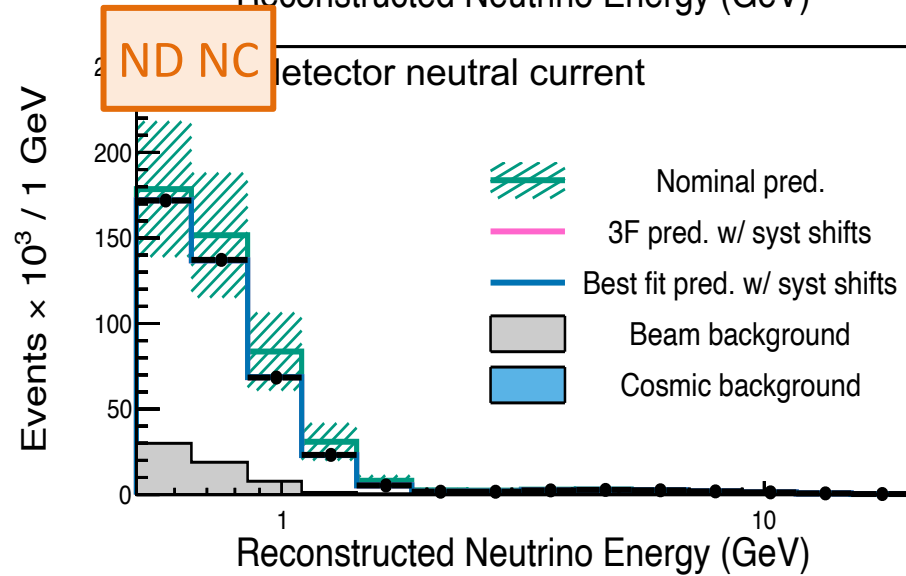 Reconstructed Neutrino Energy (GeV)
ND NC
detector neutral current
Events × 10³ / 1 GeV
200
150
100
50
0
Nominal pred.
3F pred. w/ syst shifts
Best fit pred. w/ syst shifts
Beam background
Cosmic background
1
10
Reconstructed Neutrino Energy (GeV)